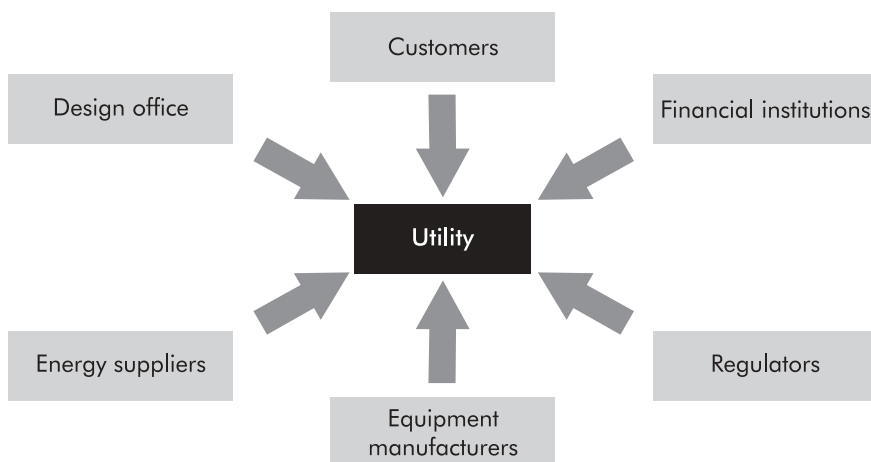 Customers
Design office
Financial institutions
Utility
Energy suppliers
Regulators
Equipment
manufacturers